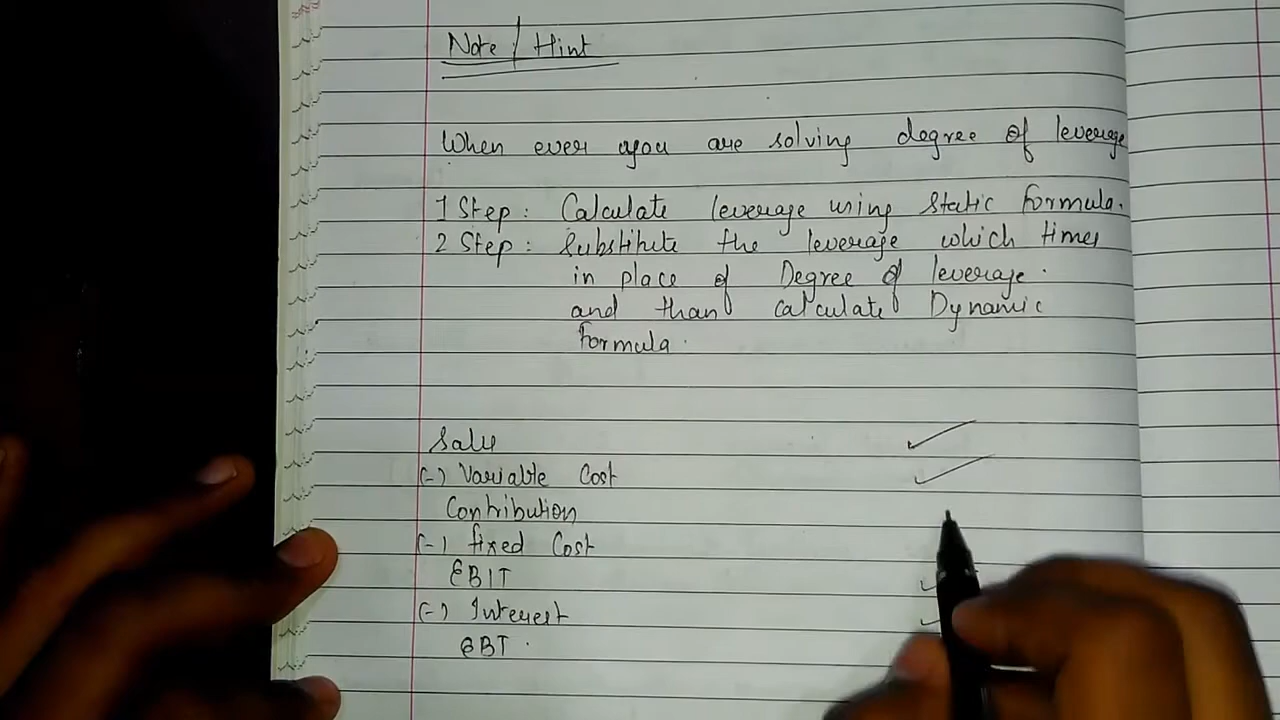 Note / Hint
When ever you are solving degree of leverage
1 Step: Calculate leverage using Static formula.
2 Step: Substitute the leverage which times
in place of Degree of leverage.
and than calculate Dynamic
formula.
Sales
(-) Variable Cost
Contribution
(-) fixed Cost
EBIT
(-) Interest
EBT.